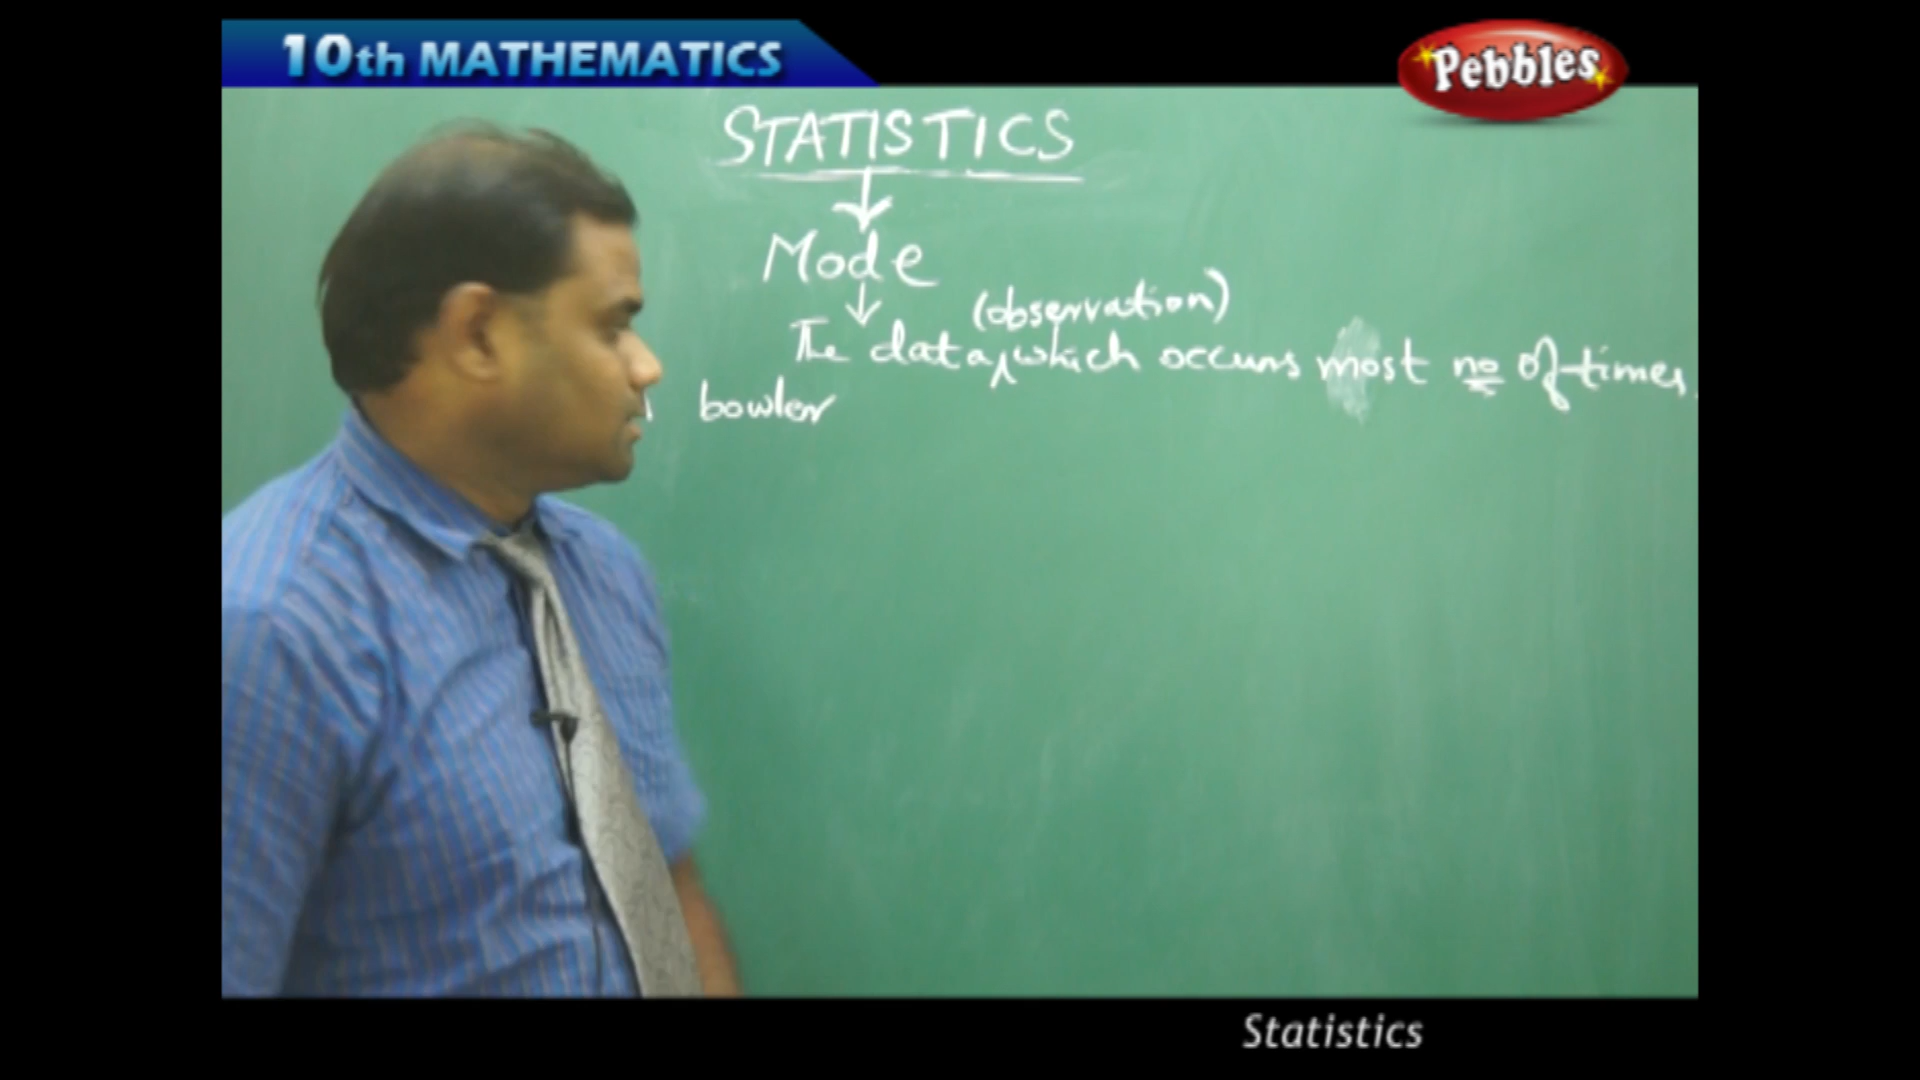 10th MATHEMATICS
Pebbles
STATISTICS
Mode
(observation)
The data, which occurs most no of times.
bowler
Statistics